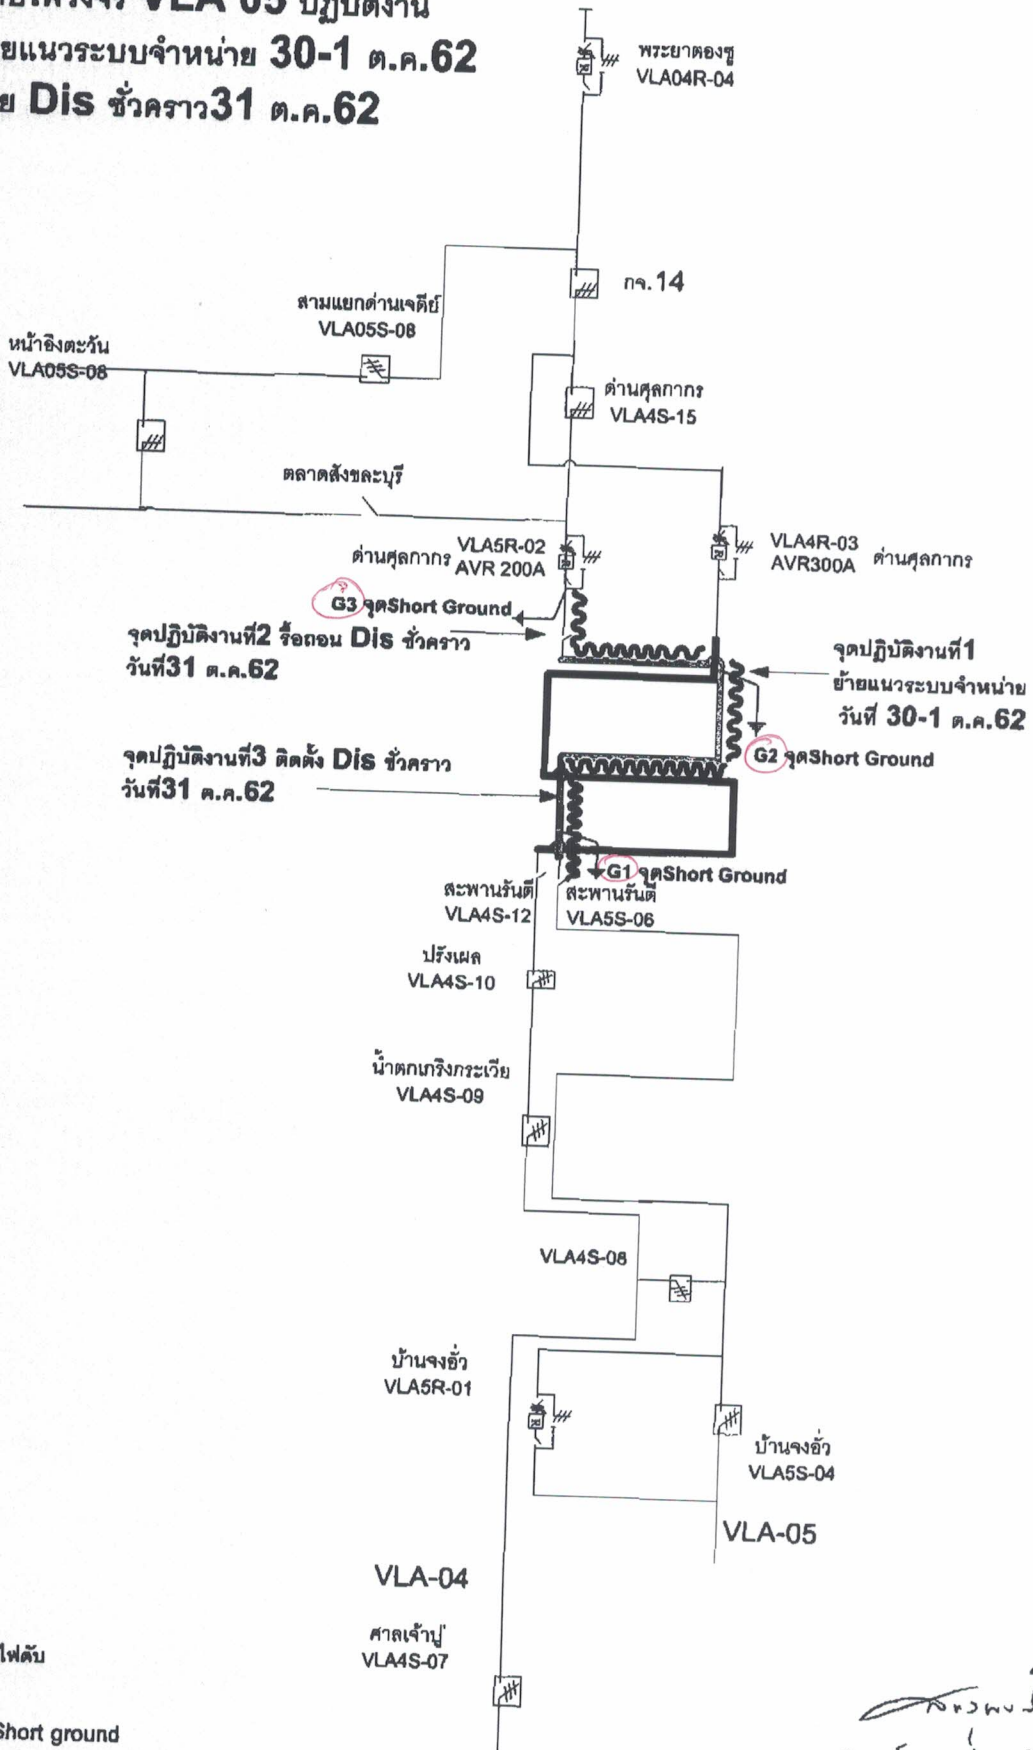 VLA 05 ปฏิบัติงาน
ยแนวระบบจำหน่าย 30-1 ต.ค.62
ย Dis ชั่วคราว31 ต.ค.62
พระยาตองซู
VLA04R-04
กจ.14
สามแยกด่านเจดีย์
VLA05S-08
หน้าอิงตะวัน
VLA05S-08
ด่านศุลกากร
VLA4S-15
ตลาดสังขละบุรี
ด่านศุลกากร
VLA5R-02
AVR 200A
VLA4R-03
AVR300A
ด่านศุลกากร
G3 จุดShort Ground
จุดปฏิบัติงานที่2 รื้อถอน Dis ชั่วคราว
วันที่31 ต.ค.62
จุดปฏิบัติงานที่1
ย้ายแนวระบบจำหน่าย
วันที่ 30-1 ต.ค.62
G2 จุดShort Ground
จุดปฏิบัติงานที่3 ติดตั้ง Dis ชั่วคราว
วันที่31 ต.ค.62
G1 จุดShort Ground
สะพานรันตี
VLA4S-12
สะพานรันตี
VLA5S-06
ปรังเผล
VLA4S-10
น้ำตกเกริงกระเวีย
VLA4S-09
VLA4S-08
บ้านจงอั่ว
VLA5R-01
บ้านจงอั่ว
VLA5S-04
VLA-05
VLA-04
ศาลเจ้าปู่
VLA4S-07
ไฟดับ
Short ground